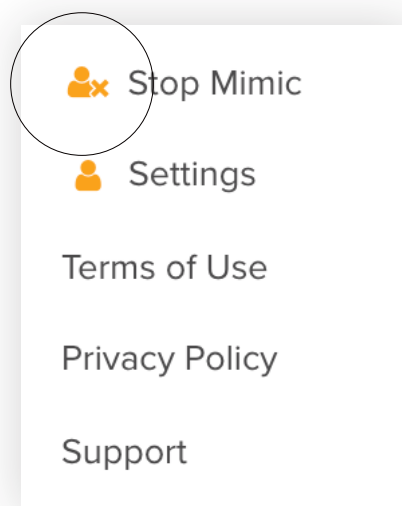 Stop Mimic
Settings
Terms of Use
Privacy Policy
Support